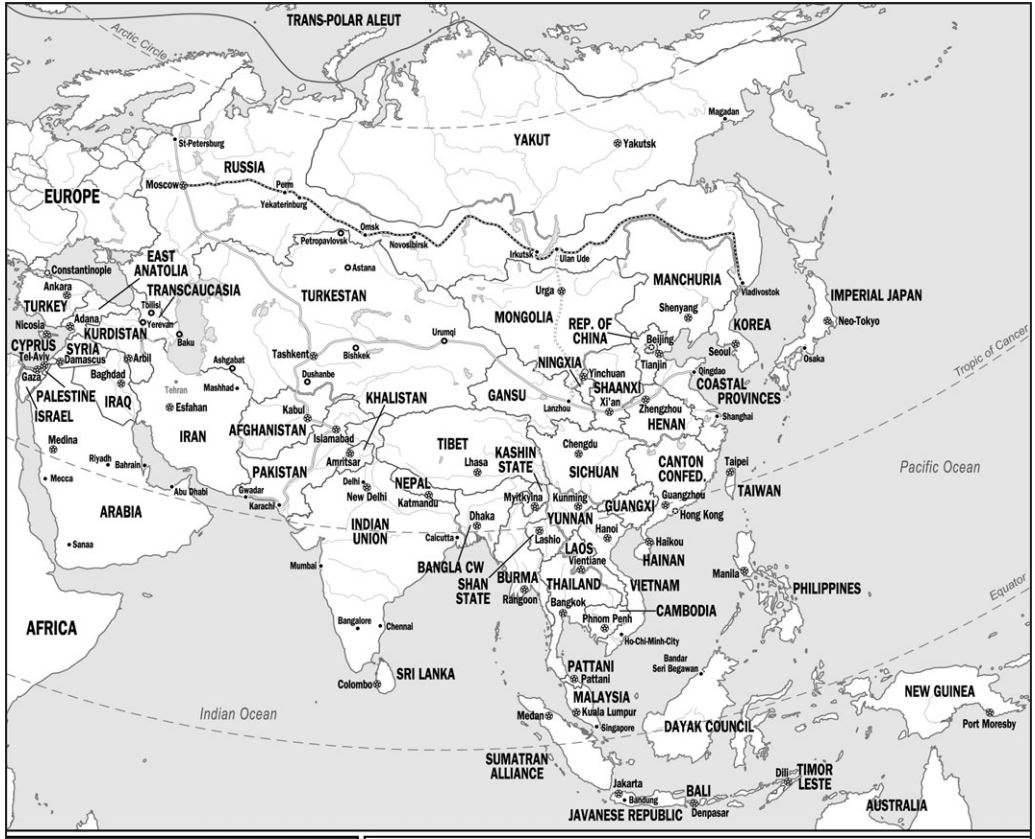 TRANS-POLAR ALEUT
Arctic Circle
Magadan
St-Petersburg
YAKUT
Yakutsk
RUSSIA
Moscow
Perm
Yekaterinburg
EUROPE
Omsk
Petropavlovsk
Novosibirsk
Irkutsk
Ulan Ude
EAST
ANATOLIA
Constantinople
Astana
MANCHURIA
Ankara
TRANSCAUCASIA
TURKESTAN
Urga
Vladivostok
IMPERIAL JAPAN
TURKEY
Tbilisi
MONGOLIA
Shenyang
Neo-Tokyo
Nicosia
Adana
Yerevan
KURDISTAN
REP. OF
CHINA
KOREA
CYPRUS
SYRIA
Baku
Urumqi
Beijing
Seoul
Osaka
Tel-Aviv
Damascus
Arbil
Ashgabat
Tashkent
Bishkek
NINGXIA
Tianjin
Tropic of Cancer
Gaza
Baghdad
Dushanbe
Yinchuan
Qingdao
Tehran
Mashhad
SHAANXI
COASTAL
PROVINCES
PALESTINE
IRAQ
KHALISTAN
GANSU
Lanzhou
Xi'an
Zhengzhou
ISRAEL
Esfahan
Kabul
HENAN
Shanghai
AFGHANISTAN
Islamabad
IRAN
Medina
Amritsar
TIBET
KASHIN
STATE
Chengdu
Riyadh
Bahrain
PAKISTAN
Lhasa
SICHUAN
CANTON
CONFED.
Taipei
Pacific Ocean
Mecca
Abu Dhabi
Gwadar
Karachi
Delhi
New Delhi
NEPAL
Katmandu
Myitkyina
Kunming
GUANGXI
Guangzhou
TAIWAN
ARABIA
INDIAN
UNION
Dhaka
YUNNAN
Hong Kong
Sanaa
Calcutta
Lashio
Hanoi
Haikou
Mumbai
BANGLA CW
LAOS
Vientiane
HAINAN
SHAN
STATE
BURMA
THAILAND
VIETNAM
Manila
PHILIPPINES
Equator
Rangoon
Bangkok
CAMBODIA
AFRICA
Bangalore
Chennai
Phnom Penh
Ho-Chi-Minh-City
SRI LANKA
Colombo
PATTANI
Pattani
Bandar
Seri Begawan
MALAYSIA
NEW GUINEA
Indian Ocean
Medan
Kuala Lumpur
Singapore
DAYAK COUNCIL
Port Moresby
SUMATRAN
ALLIANCE
Jakarta
Bandung
BALI
Denpasar
Dili
TIMOR
LESTE
JAVANESE REPUBLIC
AUSTRALIA